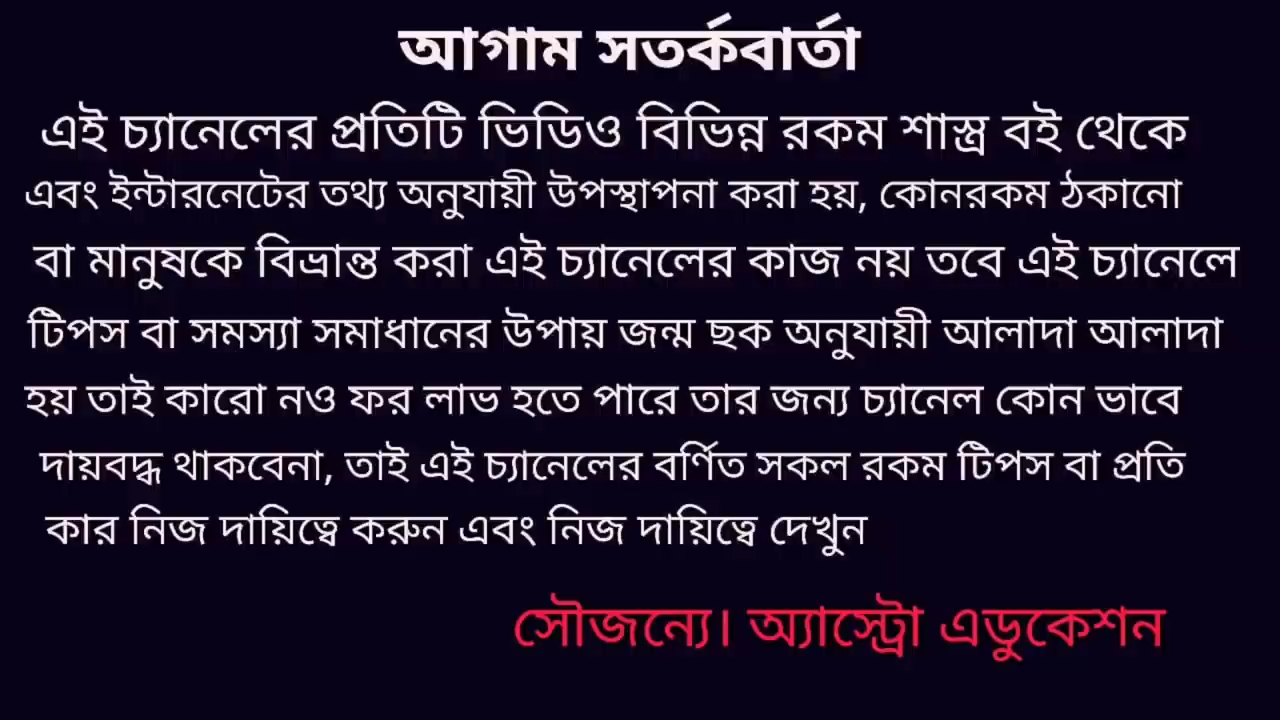 আগাম সতর্কবার্তা
এই চ্যানেলের প্রতিটি ভিডিও বিভিন্ন রকম শাস্ত্র বই থেকে
এবং ইন্টারনেটের তথ্য অনুযায়ী উপস্থাপনা করা হয়, কোনরকম ঠকানো
বা মানুষকে বিভ্রান্ত করা এই চ্যানেলের কাজ নয় তবে এই চ্যানেলে
টিপস বা সমস্যা সমাধানের উপায় জন্ম ছক অনুযায়ী আলাদা আলাদা
হয় তাই কারো নও ফর লাভ হতে পারে তার জন্য চ্যানেল কোন ভাবে
দায়বদ্ধ থাকবেনা, তাই এই চ্যানেলের বর্ণিত সকল রকম টিপস বা প্রতি
কার নিজ দায়িত্বে করুন এবং নিজ দায়িত্বে দেখুন
সৌজন্যে। অ্যাস্ট্রো এডুকেশন